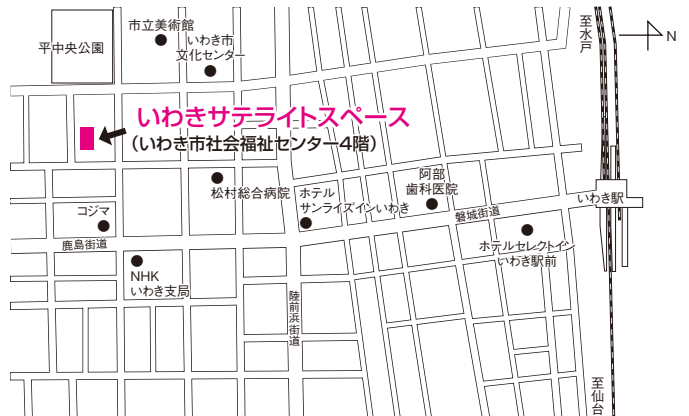 市立美術館
いわき市
文化センター
平中央公園
至水戸
N
いわきサテライトスペース
(いわき市社会福祉センター4階)
松村総合病院
ホテル
サンライズインいわき
阿部
歯科医院
磐城街道
いわき駅
コジマ
鹿島街道
NHK
いわき支局
ホテルセレクトイン
いわき駅前
陸前浜街道
至仙台